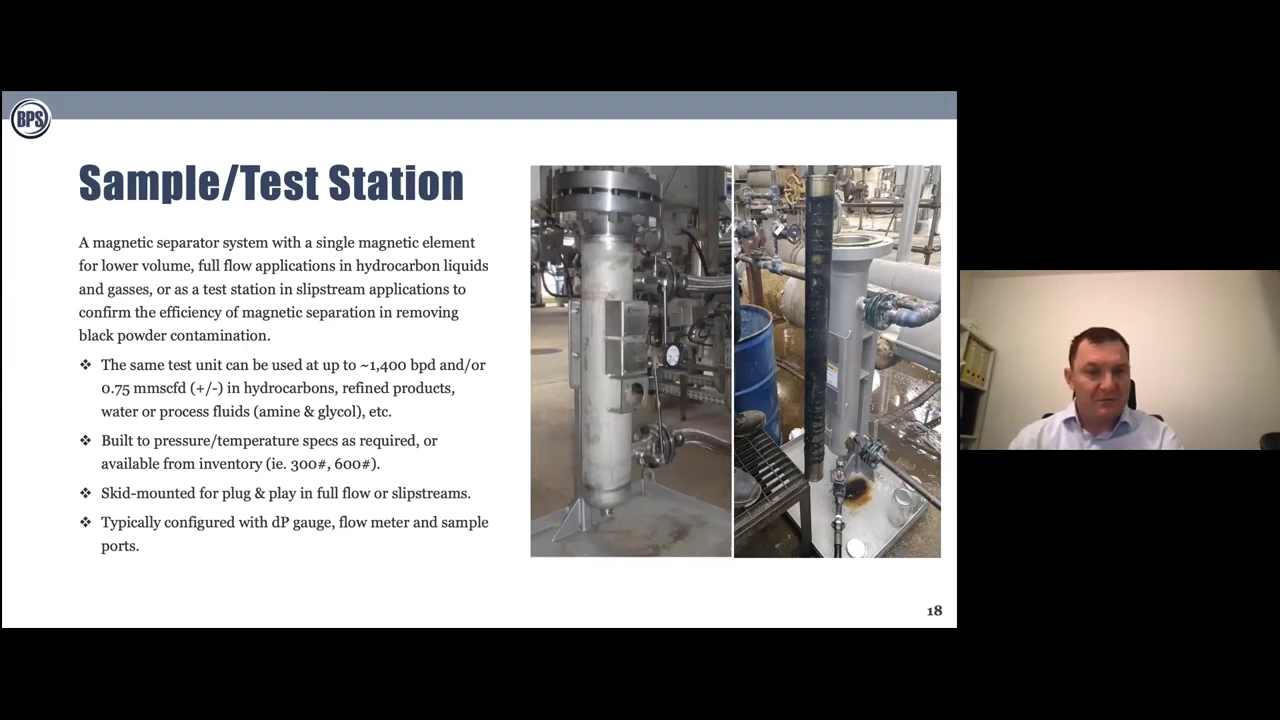 BPS
Sample/Test Station
A magnetic separator system with a single magnetic element
for lower volume, full flow applications in hydrocarbon liquids
and gasses, or as a test station in slipstream applications to
confirm the efficiency of magnetic separation in removing
black powder contamination.
❖ The same test unit can be used at up to ~1,400 bpd and/or
0.75 mmscfd (+/-) in hydrocarbons, refined products,
water or process fluids (amine & glycol), etc.
❖ Built to pressure/temperature specs as required, or
available from inventory (ie. 300#, 600#).
❖ Skid-mounted for plug & play in full flow or slipstreams.
❖ Typically configured with dP gauge, flow meter and sample
ports.
18